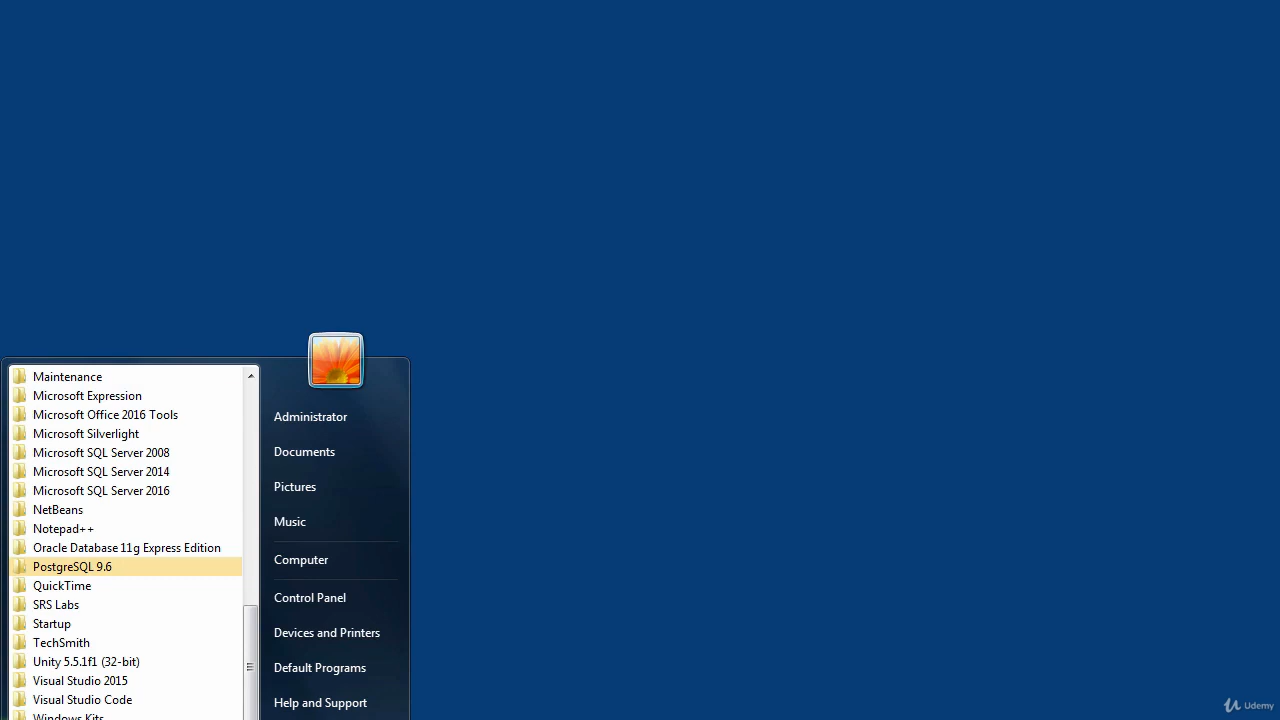 Maintenance
Microsoft Expression
Microsoft Office 2016 Tools
Microsoft Silverlight
Microsoft SQL Server 2008
Microsoft SQL Server 2014
Microsoft SQL Server 2016
NetBeans
Notepad++
Oracle Database 11g Express Edition
PostgreSQL 9.6
QuickTime
SRS Labs
Startup
TechSmith
Unity 5.5.1f1 (32-bit)
Visual Studio 2015
Visual Studio Code
Windows Kits
Administrator
Documents
Pictures
Music
Computer
Control Panel
Devices and Printers
Default Programs
Help and Support
Udemy